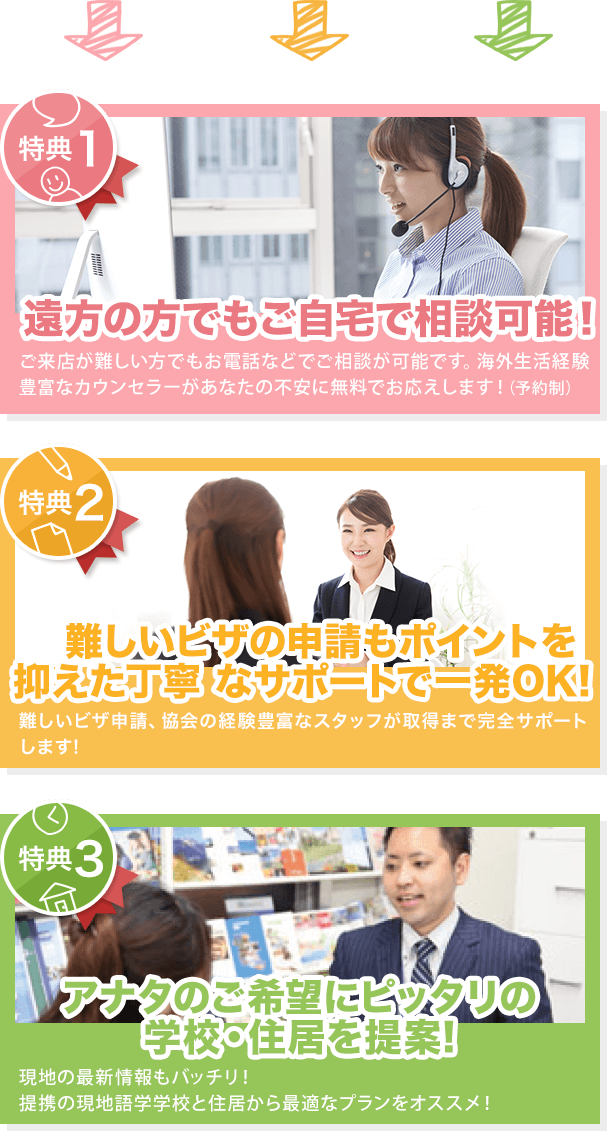 特典1
遠方の方でもご自宅で相談可能！
ご来店が難しい方でもお電話などでご相談が可能です。海外生活経験
豊富なカウンセラーがあなたの不安に無料でお応えします！（予約制）
特典2
難しいビザの申請もポイントを
抑えた丁寧 なサポートで一発OK!
難しいビザ申請、協会の経験豊富なスタッフが取得まで完全サポート
します!
特典3
アナタのご希望にピッタリの
学校・住居を提案!
現地の最新情報もバッチリ！
提携の現地語学学校と住居から最適なプランをオススメ！